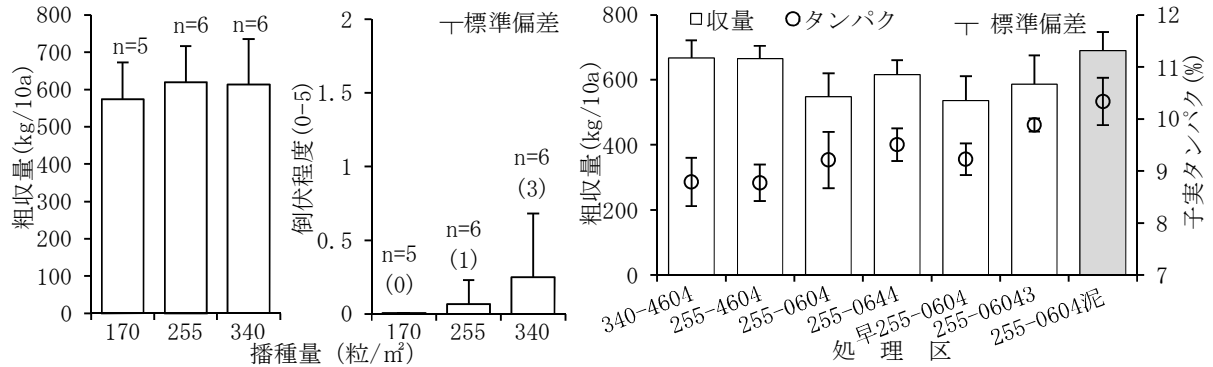 粗収量(kg/10a)
800
700
600
500
400
300
200
100
0
n=5
n=6
n=6
170
255
340
倒伏程度(0-5)
2
1.5
1
0.5
0
標準偏差
n=5
(0)
n=6
(1)
n=6
(3)
170
255
340
播種量（粒/㎡）
粗収量(kg/10a)
800
600
400
200
0
収量
タンパク
標準偏差
12
11
10
9
8
7
子実タンパク(%)
340-4604
255-4604
255-0604
255-0644
早255-0604
255-06043
255-0604泥
処 理 区